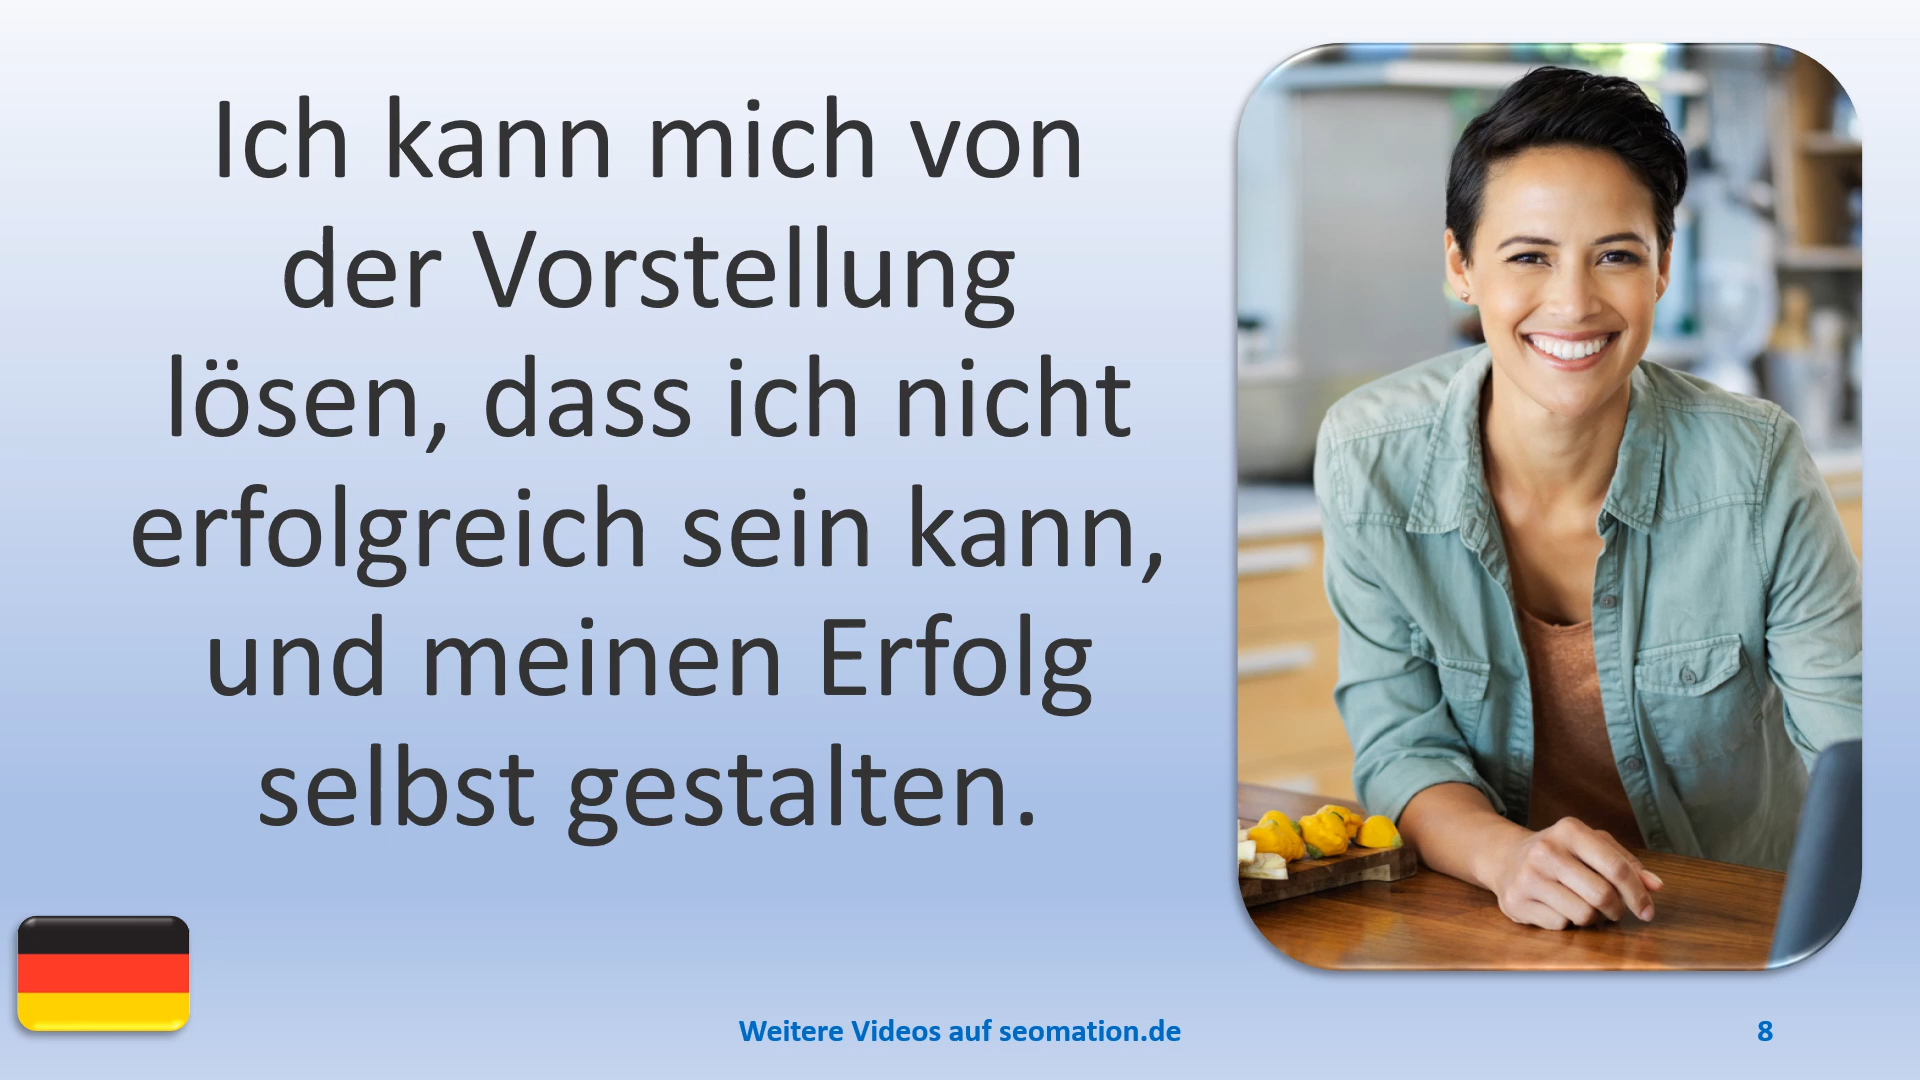 Ich kann mich von
der Vorstellung
lösen, dass ich nicht
erfolgreich sein kann,
und meinen Erfolg
selbst gestalten.
Weitere Videos auf seomation.de
8